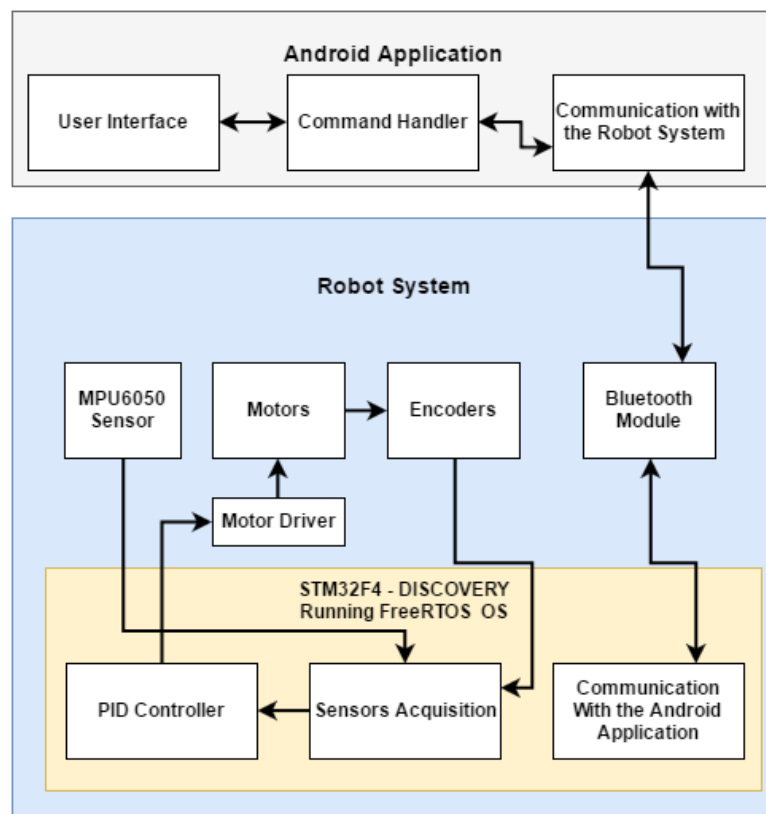 Android Application
User Interface
Command Handler
Communication with
the Robot System
Robot System
MPU6050
Sensor
Motors
Encoders
Bluetooth
Module
Motor Driver
STM32F4 - DISCOVERY
Running FreeRTOS OS
PID Controller
Sensors Acquisition
Communication
With the Android
Application